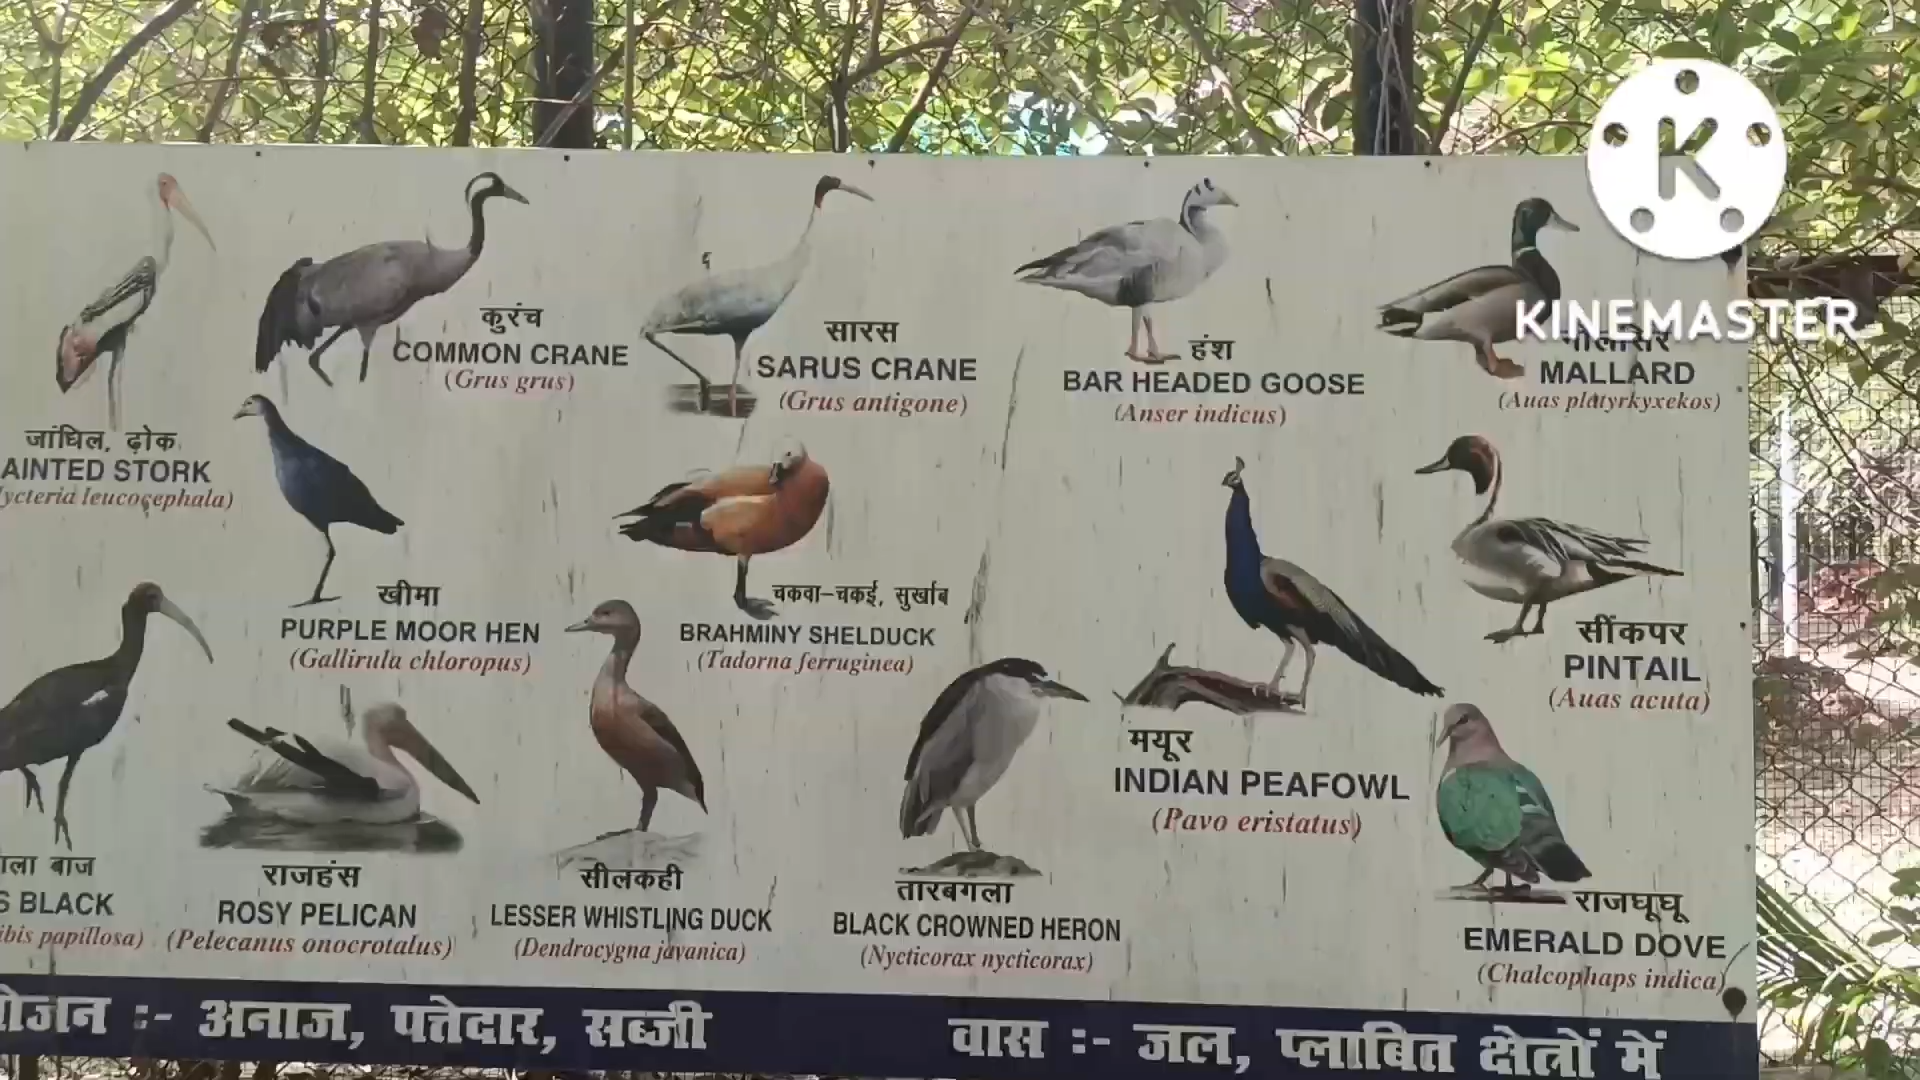 KINEMASTER
कुरंच
COMMON CRANE
(Grus grus)
सारस
SARUS CRANE
(Grus antigone)
हंश
BAR HEADED GOOSE
(Anser indicus)
MALLARD
(Auas platyrkyxekos)
जांघिल, ढ़ोक
AINTED STORK
ycteria leucocephala)
खीमा
PURPLE MOOR HEN
(Gallirula chloropus)
चकवा-चकई, सुर्खाब
BRAHMINY SHELDUCK
(Tadorna ferruginea)
सींकपर
PINTAIL
(Auas acuta)
मयूर
INDIAN PEAFOWL
(Pavo eristatus)
ला बाज
S BLACK
ibis papillosa)
राजहंस
ROSY PELICAN
(Pelecanus onocrotalus)
सीलकही
LESSER WHISTLING DUCK
(Dendrocygna javanica)
तारबगला
BLACK CROWNED HERON
(Nycticorax nycticorax)
राजघूघू
EMERALD DOVE
(Chalcophaps indica)
ोजन :- अनाज, पत्तेदार, सब्जी
वास :- जल, प्लाबित क्षेत्रों में